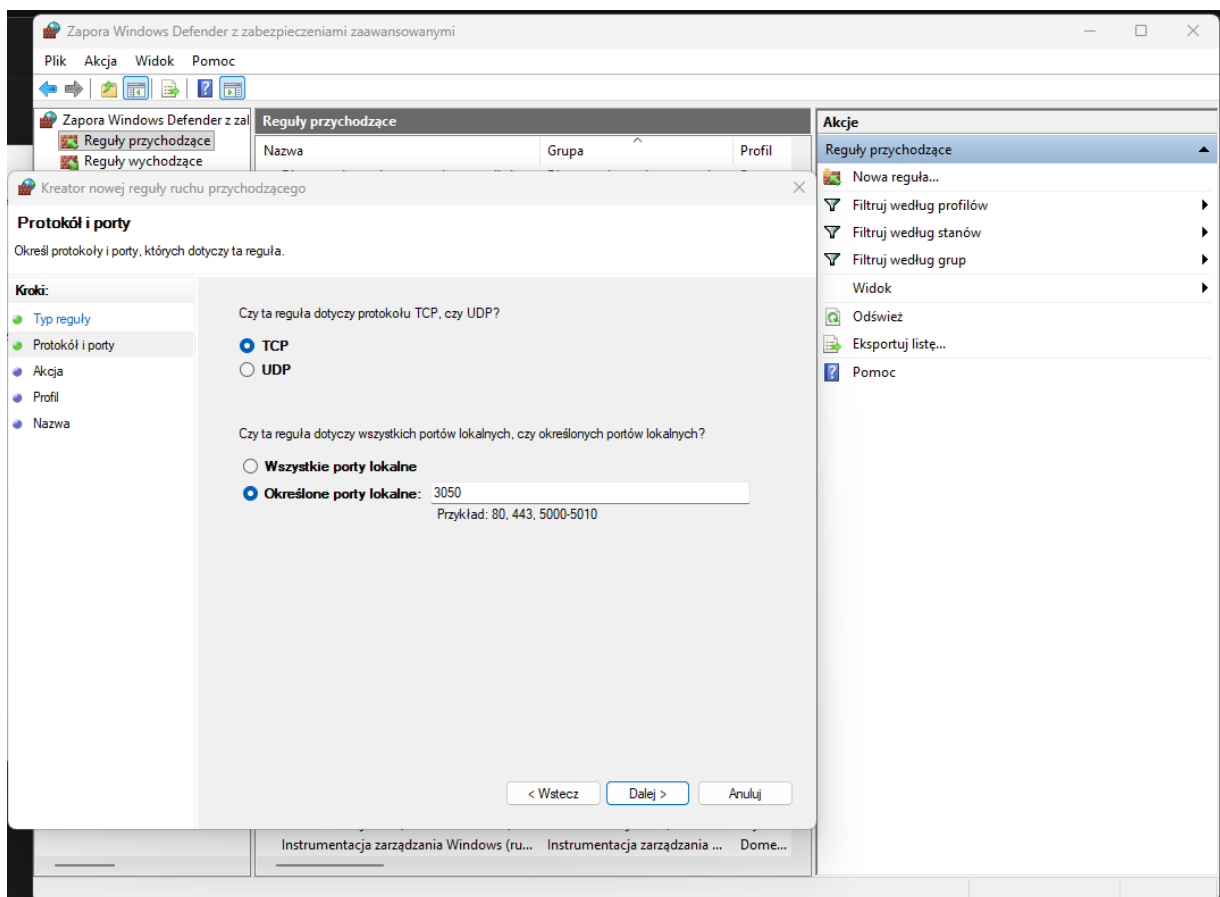 Zapora Windows Defender z zabezpieczeniami zaawansowanymi
Plik Akcja Widok Pomoc
Zapora Windows Defender z zal
Reguły przychodzące
Reguły wychodzące
Reguły przychodzące
Nazwa Grupa Profil
Akcje
Reguły przychodzące
Nowa reguła...
Filtruj według profilów
Filtruj według stanów
Filtruj według grup
Widok
Odśwież
Eksportuj listę...
Pomoc
Kreator nowej reguły ruchu przychodzącego
Protokół i porty
Określ protokoły i porty, których dotyczy ta reguła.
Kroki:
Typ reguły
Protokół i porty
Akcja
Profil
Nazwa
Czy ta reguła dotyczy protokołu TCP, czy UDP?
TCP
UDP
Czy ta reguła dotyczy wszystkich portów lokalnych, czy określonych portów lokalnych?
Wszystkie porty lokalne
Określone porty lokalne: 3050
Przykład: 80, 443, 5000-5010
< Wstecz Dalej > Anuluj
Instrumentacja zarządzania Windows (ru... Instrumentacja zarządzania ... Dome...